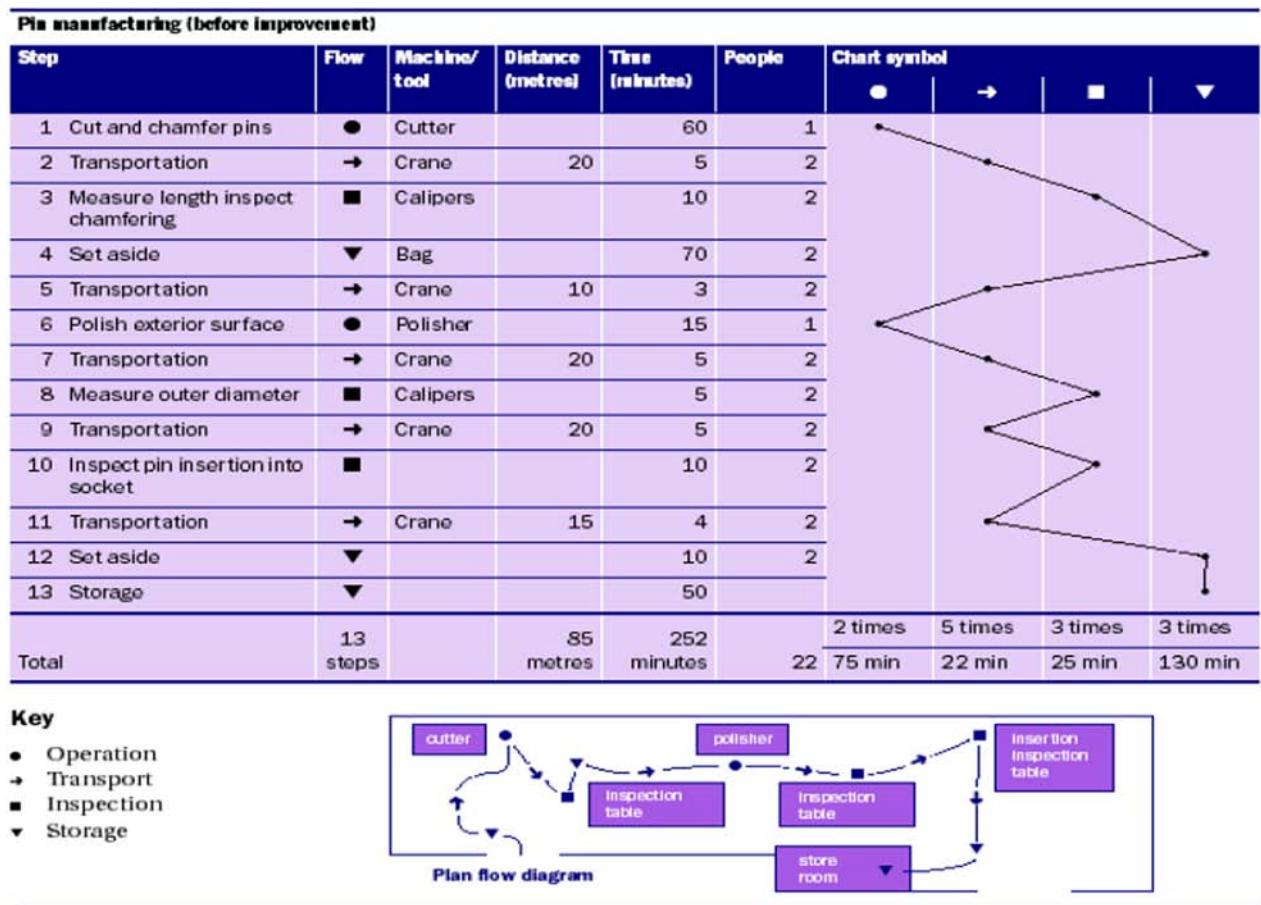 Pin manufacturing (before improvement)
Step Flow Machine/ Distance Time People Chart symbol
tool (metres) (minutes)
● → ■ ▼
1 Cut and chamfer pins ● Cutter 60 1
2 Transportation → Crane 20 5 2
3 Measure length inspect ■ Calipers 10 2
chamfering
4 Set aside ▼ Bag 70 2
5 Transportation → Crane 10 3 2
6 Polish exterior surface ● Polisher 15 1
7 Transportation → Crane 20 5 2
8 Measure outer diameter ■ Calipers 5 2
9 Transportation → Crane 20 5 2
10 Inspect pin insertion into ■ 10 2
socket
11 Transportation → Crane 15 4 2
12 Set aside ▼ 10 2
13 Storage ▼ 50
2 times 5 times 3 times 3 times
13 85 252
Total steps metres minutes 22 75 min 22 min 25 min 130 min
Key
● Operation
→ Transport
■ Inspection
▼ Storage
cutter
polisher
insertion
inspection
table
inspection
table
inspection
table
store
room
Plan flow diagram